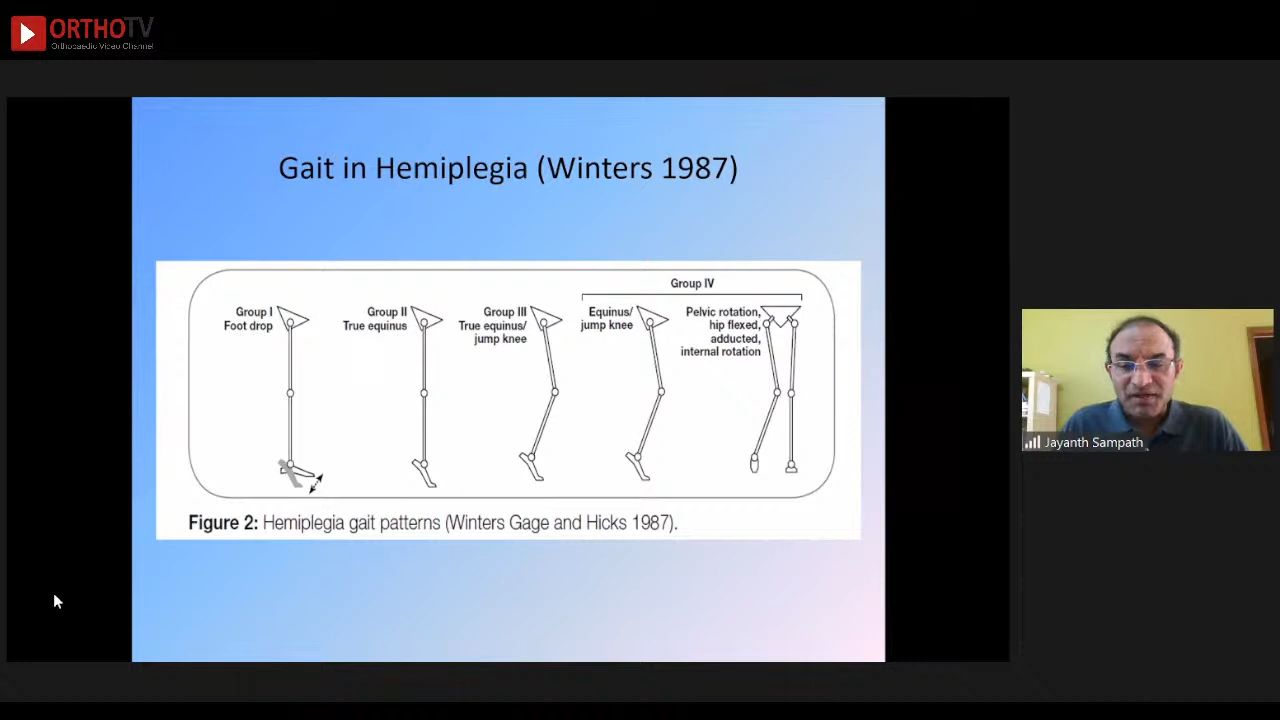 ORTHOTV
Orthopaedic Video Channel
Gait in Hemiplegia (Winters 1987)
Group IV
Group I
Foot drop
Group II
True equinus
Group III
True equinus/
jump knee
Equinus/
jump knee
Pelvic rotation,
hip flexed,
adducted,
internal rotation
Figure 2: Hemiplegia gait patterns (Winters Gage and Hicks 1987).
Jayanth Sampath